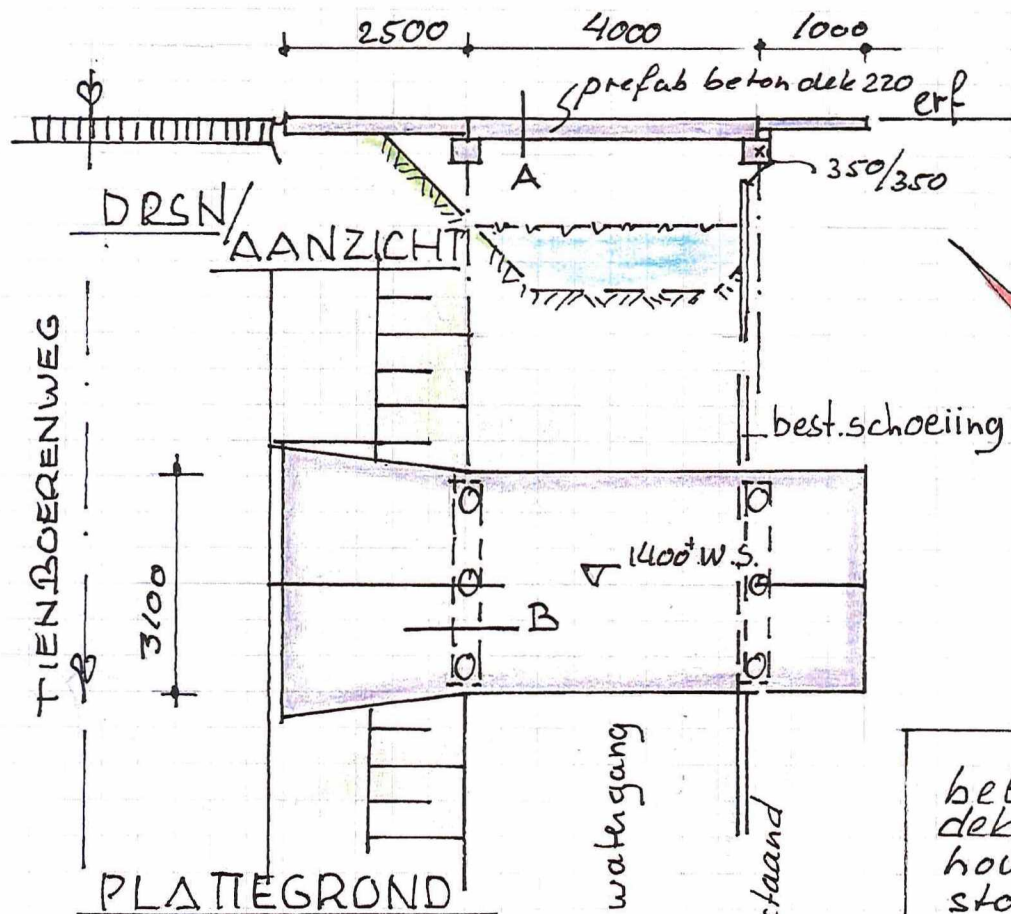 2500 4000 1000
prefab beton dek 220
erf
A
350/350
DRSN/
AANZICHT
TIENBOERENWEG
best. schoeiing
3100
1400+ W.S.
B
watergang
PLATTEGROND